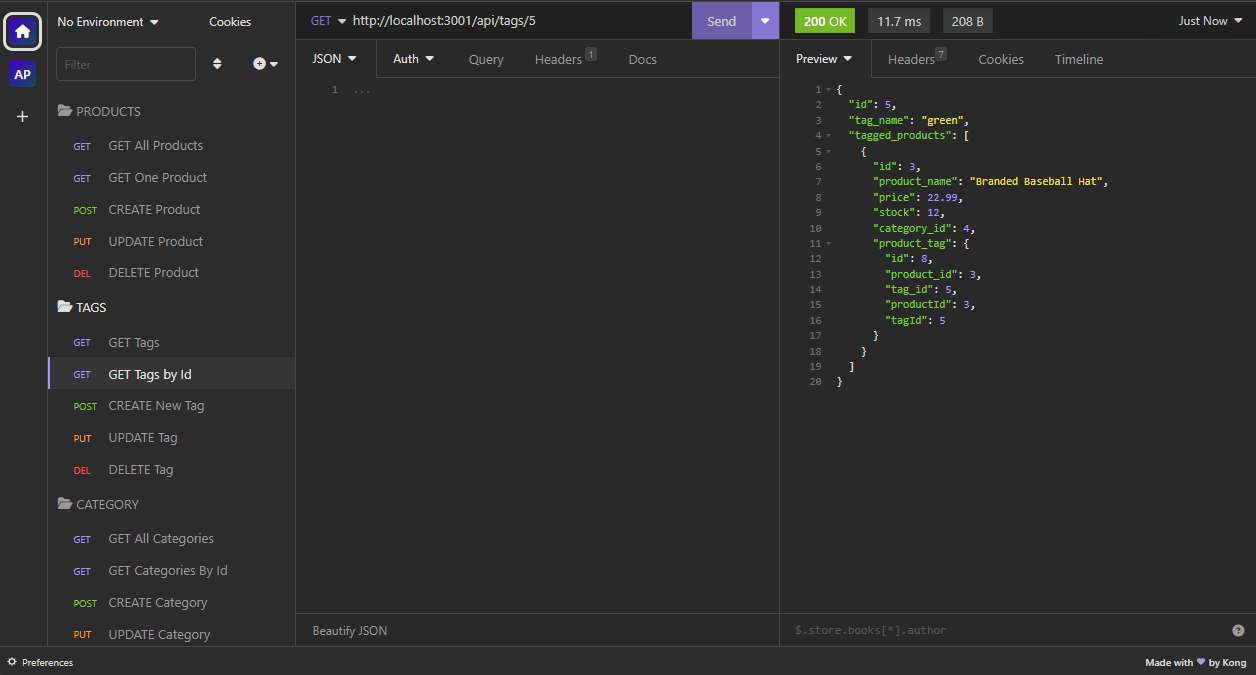 No Environment
Cookies
GET http://localhost:3001/api/tags/5
Send
200 OK
11.7 ms
208 B
Just Now
AP
Filter
JSON
Auth
Query
Headers 1
Docs
Preview
Headers 7
Cookies
Timeline
PRODUCTS
GET GET All Products
GET GET One Product
POST CREATE Product
PUT UPDATE Product
DEL DELETE Product
TAGS
GET GET Tags
GET GET Tags by Id
POST CREATE New Tag
PUT UPDATE Tag
DEL DELETE Tag
CATEGORY
GET GET All Categories
GET GET Categories By Id
POST CREATE Category
PUT UPDATE Category
1 ...
1 {
2 "id": 5,
3 "tag_name": "green",
4 "tagged_products": [
5 {
6 "id": 3,
7 "product_name": "Branded Baseball Hat",
8 "price": 22.99,
9 "stock": 12,
10 "category_id": 4,
11 "product_tag": {
12 "id": 8,
13 "product_id": 3,
14 "tag_id": 5,
15 "productId": 3,
16 "tagId": 5
17 }
18 }
19 ]
20 }
Beautify JSON
$.store.books[*].author
?
Preferences
Made with 💜 by Kong